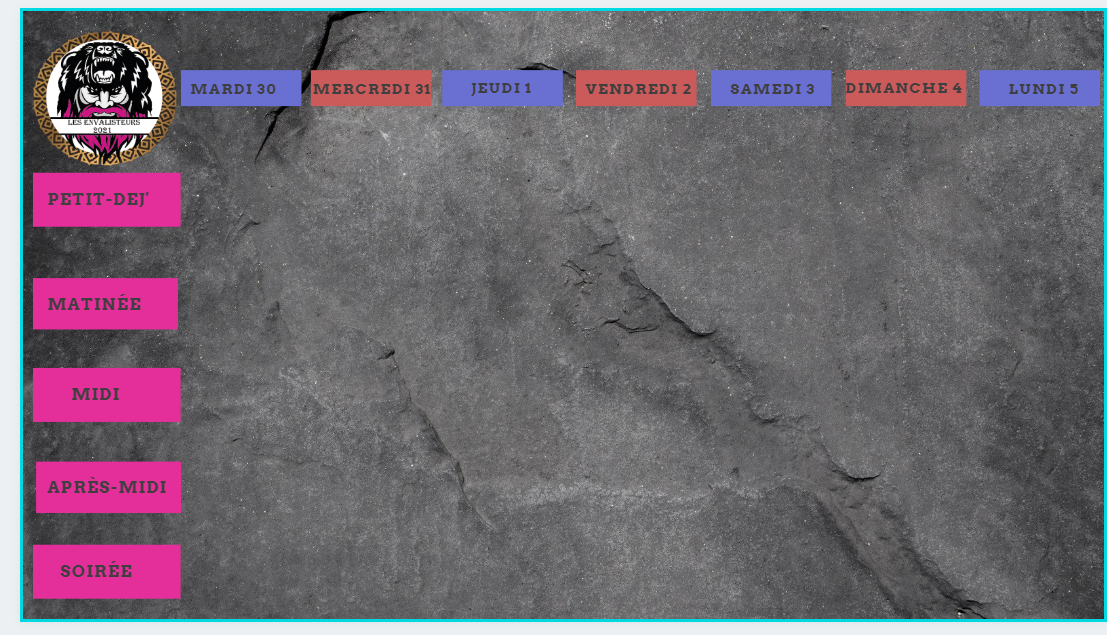 MARDI 30
MERCREDI 31
JEUDI 1
VENDREDI 2
SAMEDI 3
DIMANCHE 4
LUNDI 5
LES ENVALISTEURS
2021
PETIT-DEJ'
MATINÉE
MIDI
APRÈS-MIDI
SOIRÉE